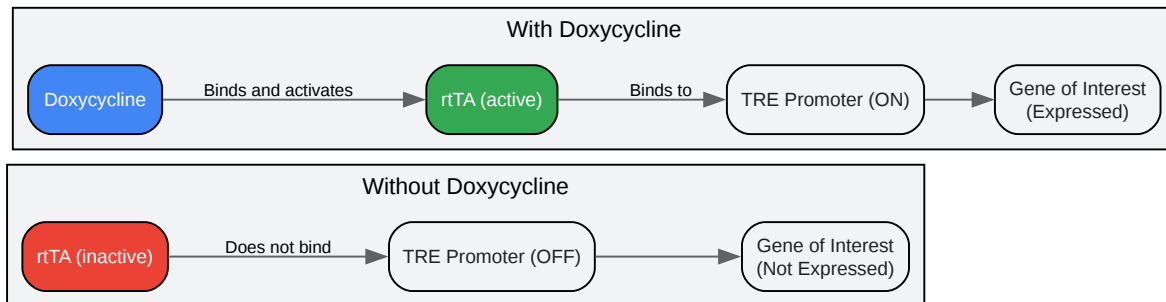 With Doxycycline
Doxycycline
Binds and activates
rtTA (active)
Binds to
TRE Promoter (ON)
Gene of Interest
(Expressed)
Without Doxycycline
rtTA (inactive)
Does not bind
TRE Promoter (OFF)
Gene of Interest
(Not Expressed)